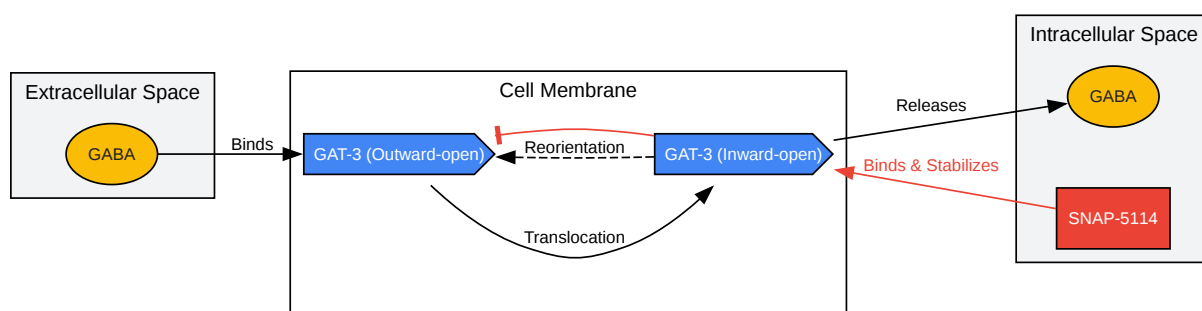 Extracellular Space
GABA
Binds
Cell Membrane
GAT-3 (Outward-open)
Reorientation
GAT-3 (Inward-open)
Translocation
Releases
Binds & Stabilizes
Intracellular Space
GABA
SNAP-5114